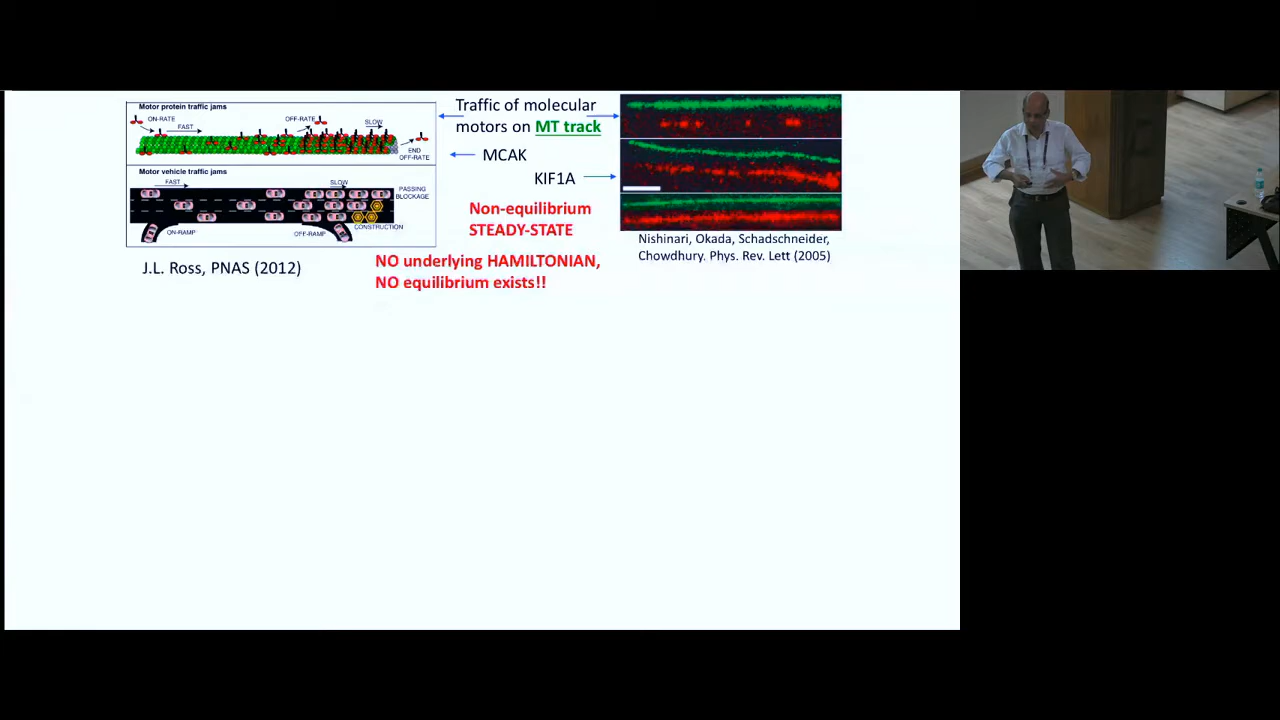 Motor protein traffic jams
ON-RATE
FAST
OFF-RATE
SLOW
END
OFF-RATE
Motor vehicle traffic jams
FAST
SLOW
PASSING
BLOCKAGE
ON-RAMP
OFF-RAMP
CONSTRUCTION
J.L. Ross, PNAS (2012)
Traffic of molecular
motors on MT track
MCAK
KIF1A
Non-equilibrium
STEADY-STATE
NO underlying HAMILTONIAN,
NO equilibrium exists!!
Nishinari, Okada, Schadschneider,
Chowdhury. Phys. Rev. Lett (2005)